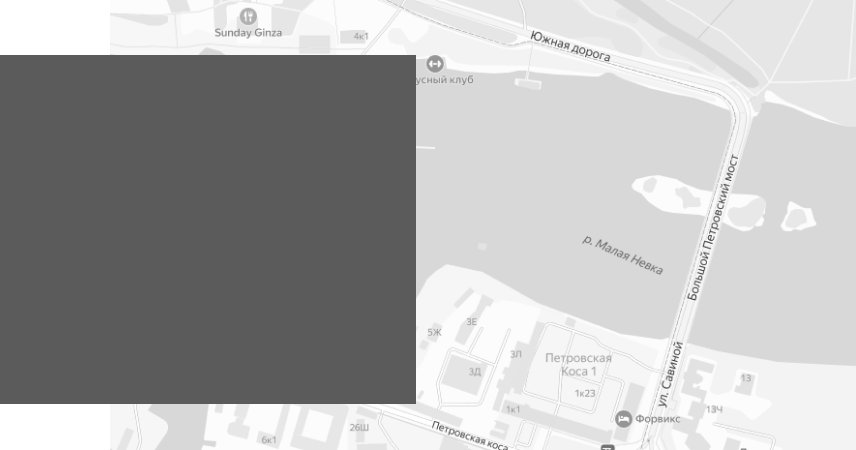 Южная дорога
Sunday Ginza
4к1
усный клуб
Большой Петровский мост
р. Малая Невка
3Е
5Ж
3Л
Петровская
Коса 1
3Д
ул. Савиной
13
1к23
1к1
13Ч
Форвикс
26Ш
Петровская коса
6к1